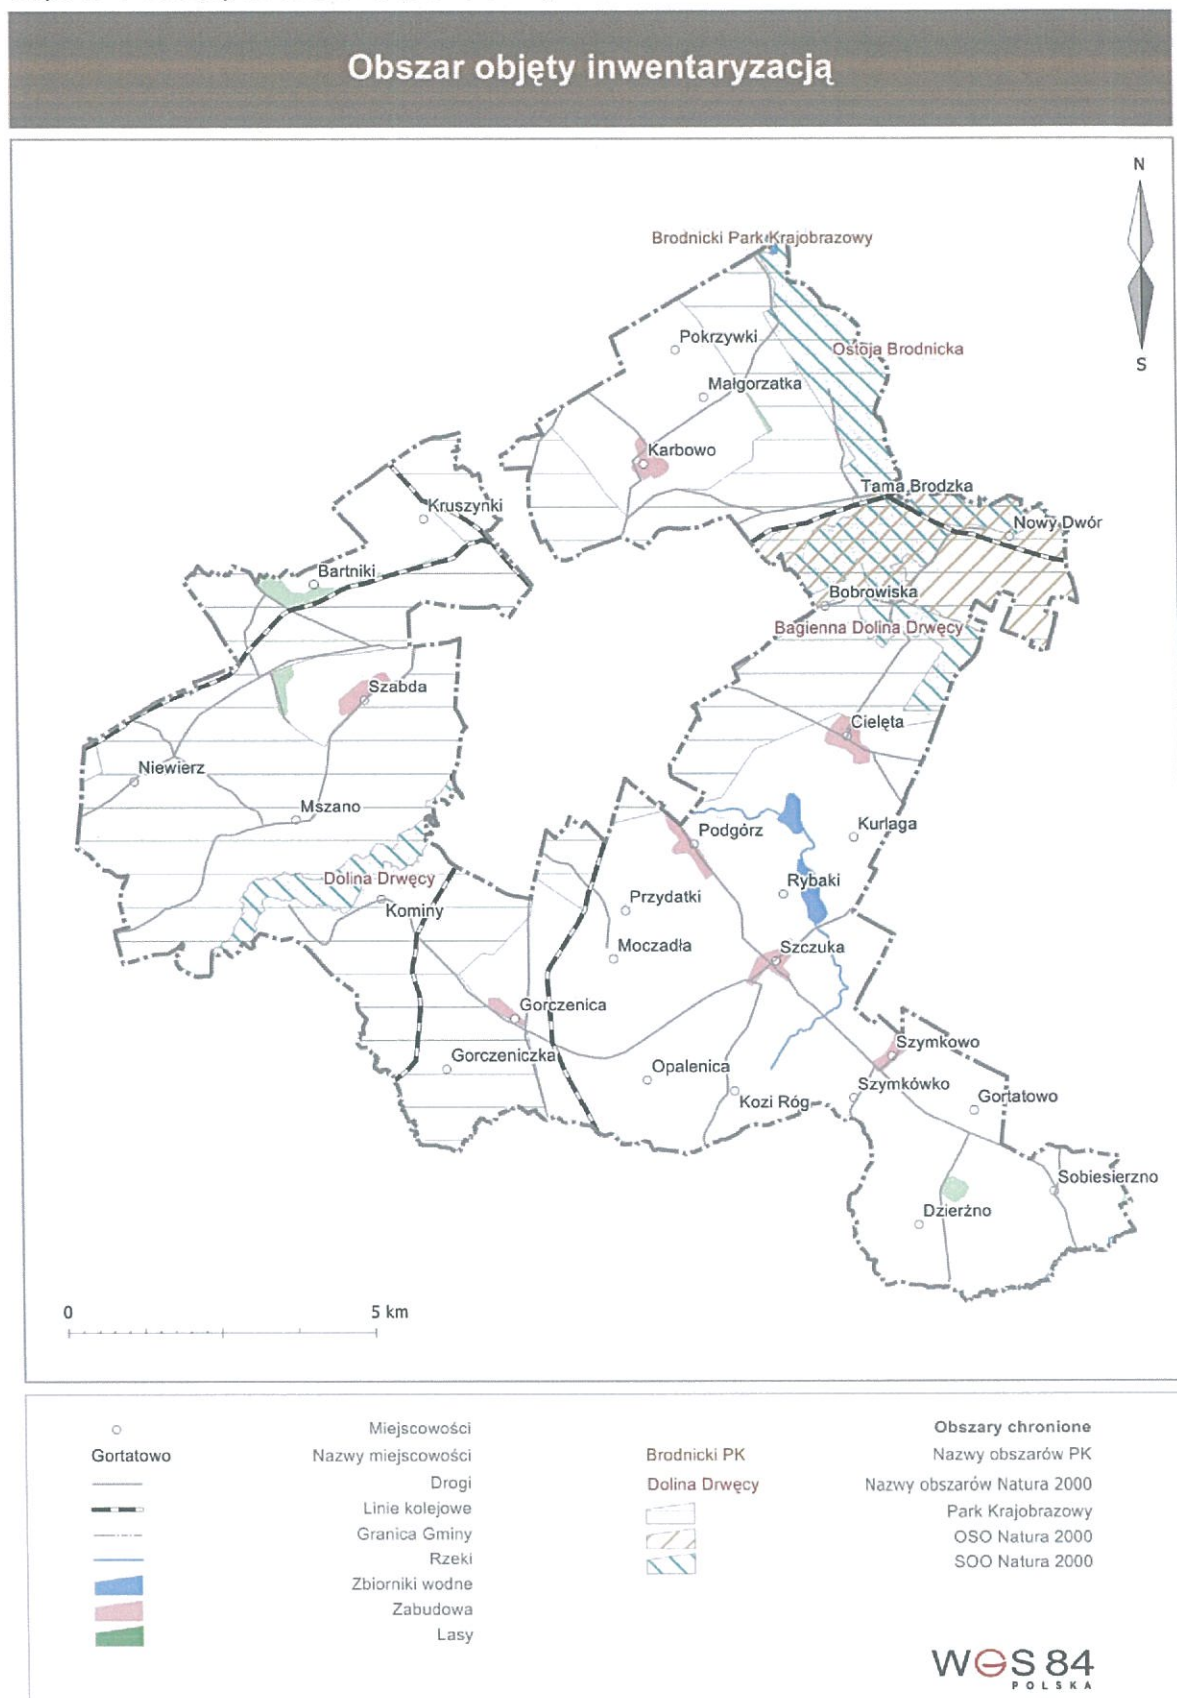 Obszar objęty inwentaryzacją
N
S
Brodnicki Park Krajobrazowy
Pokrzywki
Ostoja Brodnicka
Małgorzatka
Karbowo
Tama Brodzka
Kruszynki
Nowy Dwór
Bartniki
Bobrowiska
Bagienna Dolina Drwęcy
Szabda
Cielęta
Niewierz
Mszano
Podgórz
Kurlaga
Dolina Drwęcy
Rybaki
Przydatki
Kominy
Moczadła
Szczuka
Gorczenica
Szymkowo
Gorczeniczka
Opalenica
Szymkówko
Kozi Róg
Gortatowo
Sobiesierzno
Dzierżno
0 5 km
Miejscowości
Gortatowo Nazwy miejscowości
Drogi
Linie kolejowe
Granica Gminy
Rzeki
Zbiorniki wodne
Zabudowa
Lasy
Obszary chronione
Brodnicki PK Nazwy obszarów PK
Dolina Drwęcy Nazwy obszarów Natura 2000
Park Krajobrazowy
OSO Natura 2000
SOO Natura 2000
WGS 84
POLSKA